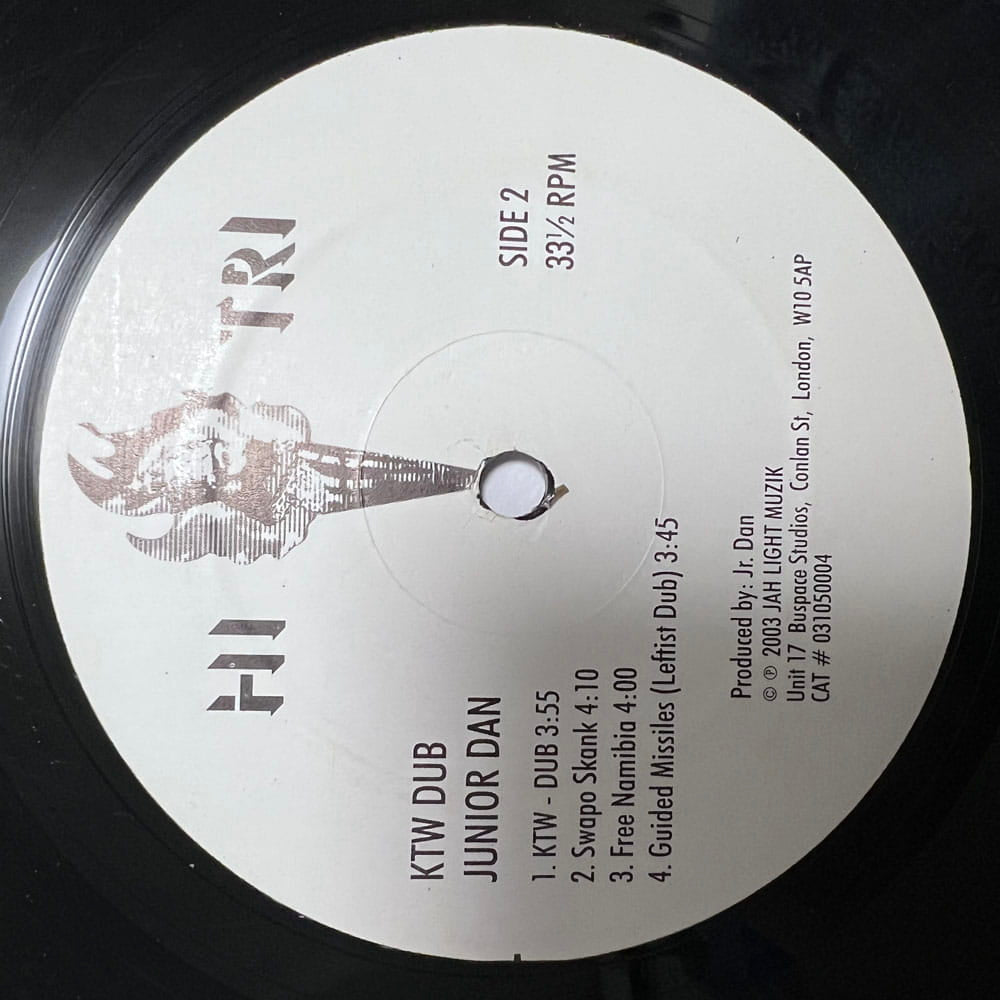 HI TRI
SIDE 2
33½ RPM
KTW DUB
JUNIOR DAN
1. KTW - DUB 3:55
2. Swapo Skank 4:10
3. Free Namibia 4:00
4. Guided Missiles (Leftist Dub) 3:45
Produced by: Jr. Dan
© ℗ 2003 JAH LIGHT MUZIK
Unit 17 Buspace Studios, Conlan St, London, W10 5AP
CAT # 031050004